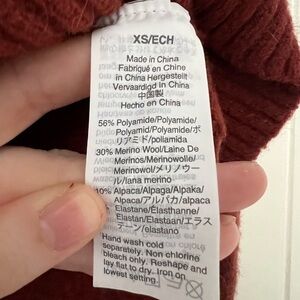 XS/ECH
Made in China
Fabriqué en Chine
in China Hergestellt
Vervaardigd in China
中国製
Hecho en China
56% Polyamide/Polyamide/
Polyamid/Polyamide/ポ
リアミド/poliamida
30% Merino Wool/Laine De
Merinos/Merinowolle/
Merinowol/メリノウー
ル/lana merino
10% Alpaca/Alpaga/Alpaka/
Alpaca/アルパカ/alpaca
Elastane/Élasthanne/
Elastan/Elastaan/エラス
テーン/elastano
Hand wash cold
separately. Non chlorine
bleach only. Reshape and
lay flat to dry. Iron on
lowest setting.